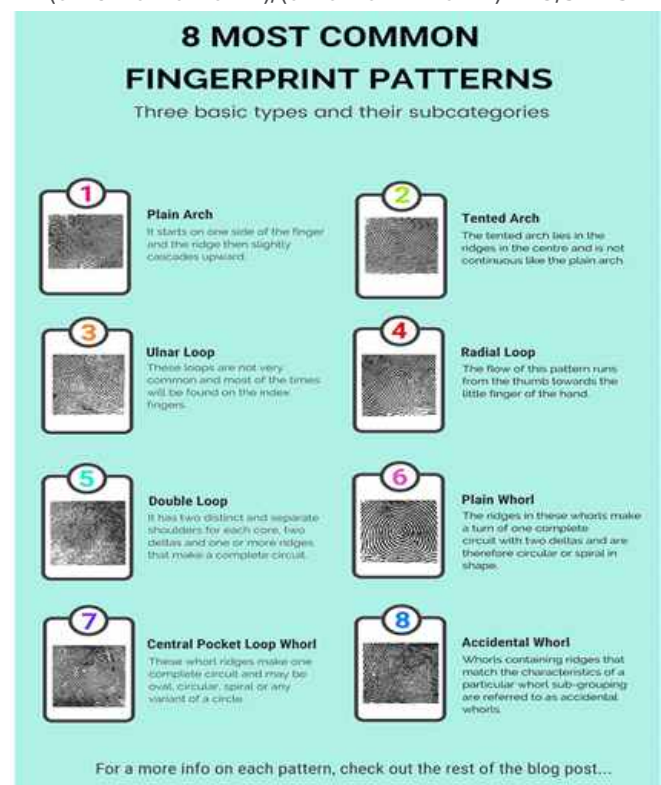 8 MOST COMMON
FINGERPRINT PATTERNS
Three basic types and their subcategories
1
Plain Arch
It starts on one side of the finger
and the ridge then slightly
cascades upward.
2
Tented Arch
The tented arch lies in the
ridges in the centre and is not
continuous like the plain arch
3
Ulnar Loop
These loops are not very
common and most of the times
will be found on the index
fingers.
4
Radial Loop
The flow of this pattern runs
from the thumb towards the
little finger of the hand.
5
Double Loop
It has two distinct and separate
shoulders for each core, two
deltas and one or more ridges
that make a complete circuit.
6
Plain Whorl
The ridges in these whorls make
a turn of one complete
circuit with two deltas and are
therefore circular or spiral in
shape.
7
Central Pocket Loop Whorl
These whorl ridges make one
complete circuit and may be
oval, circular, spiral or any
variant of a circle
8
Accidental Whorl
Whorls containing ridges that
match the characteristics of a
particular whorl sub-grouping
are referred to as accidental
whorls.
For a more info on each pattern, check out the rest of the blog post...